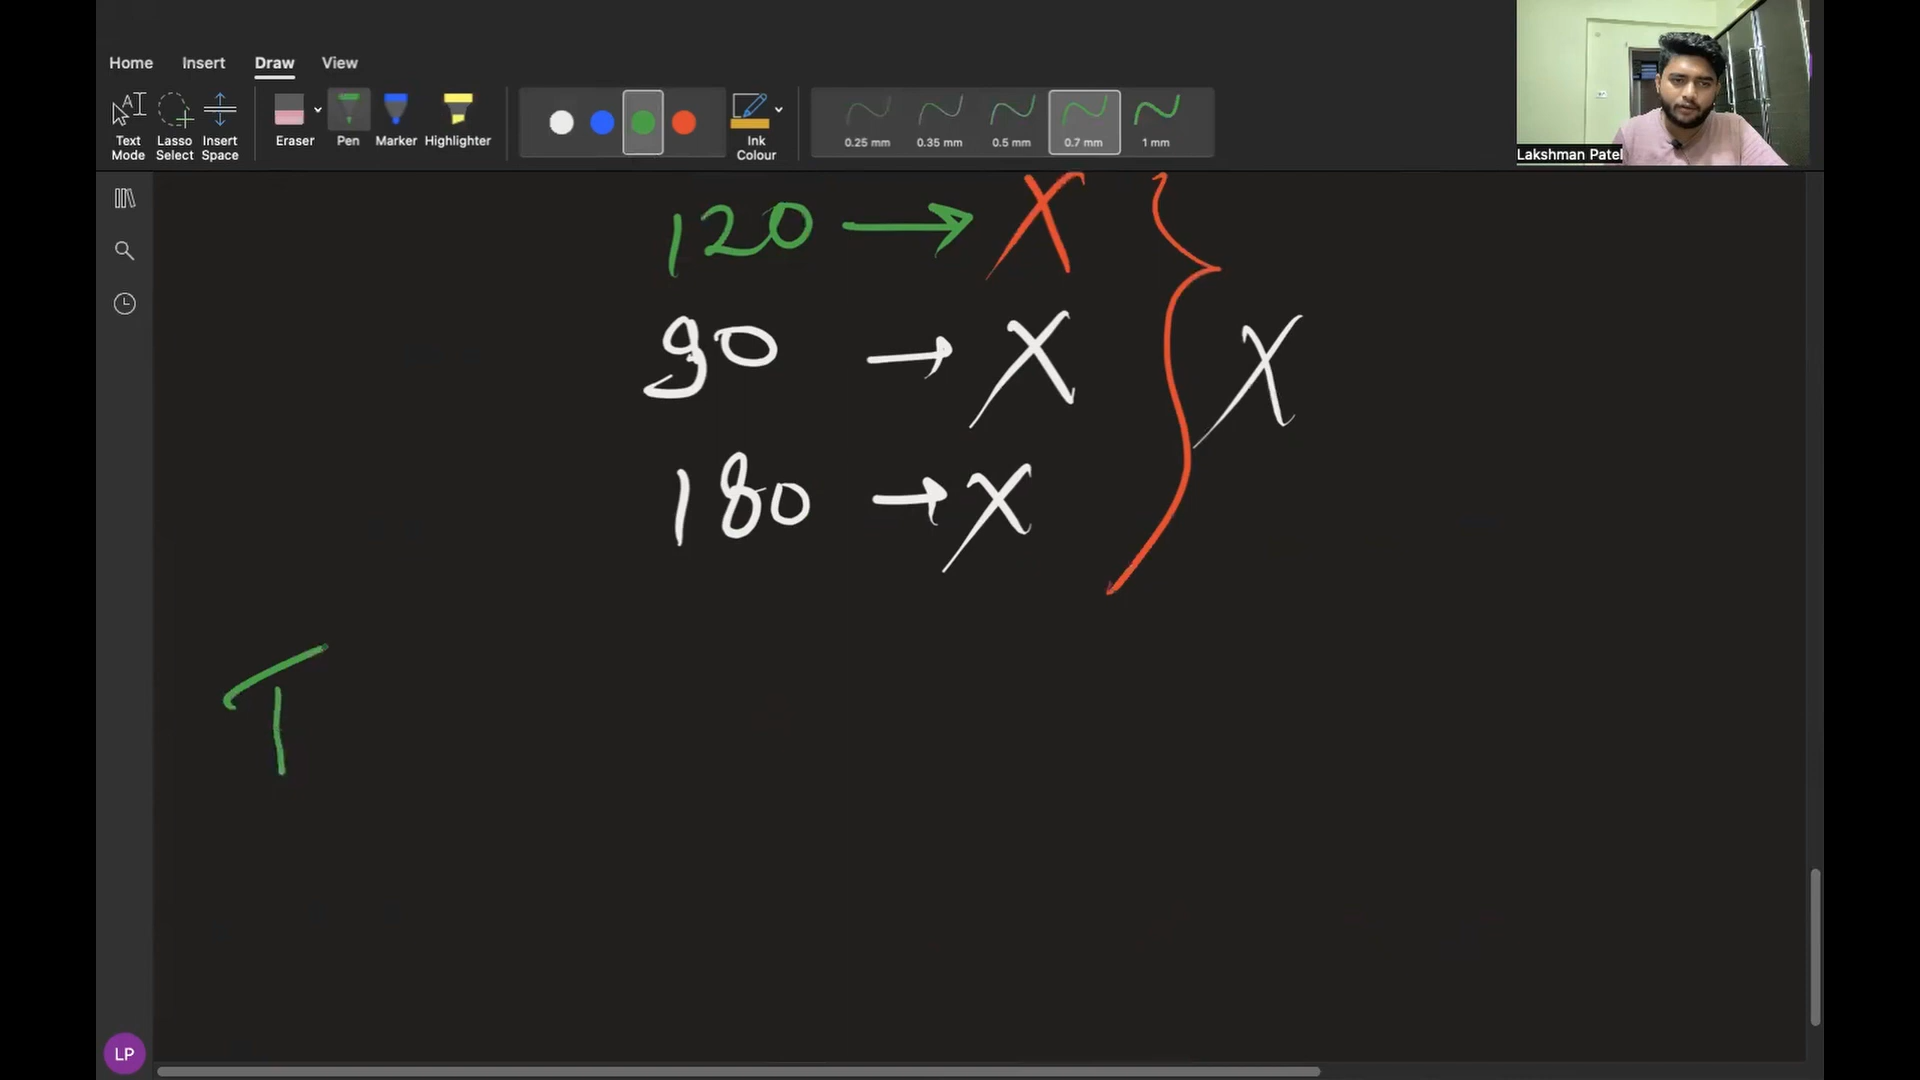 Home Insert Draw View
Text Mode Lasso Select Insert Space Eraser Pen Marker Highlighter Ink Colour 0.25 mm 0.35 mm 0.5 mm 0.7 mm 1 mm
Lakshman Patel
120 → X
90 → X X
180 → X
T
LP